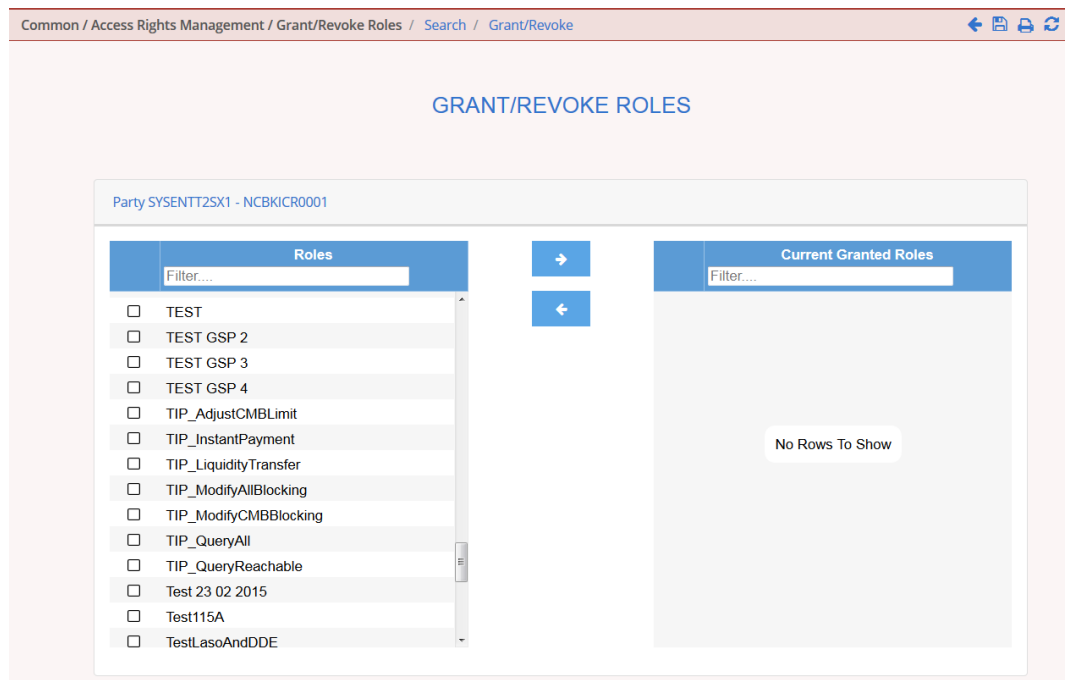 Common / Access Rights Management / Grant/Revoke Roles / Search / Grant/Revoke
GRANT/REVOKE ROLES
Party SYSENTT2SX1 - NCBKICR0001
Roles
Filter....
TEST
TEST GSP 2
TEST GSP 3
TEST GSP 4
TIP_AdjustCMBLimit
TIP_InstantPayment
TIP_LiquidityTransfer
TIP_ModifyAllBlocking
TIP_ModifyCMBBlocking
TIP_QueryAll
TIP_QueryReachable
Test 23 02 2015
Test115A
TestLasoAndDDE
Current Granted Roles
Filter....
No Rows To Show